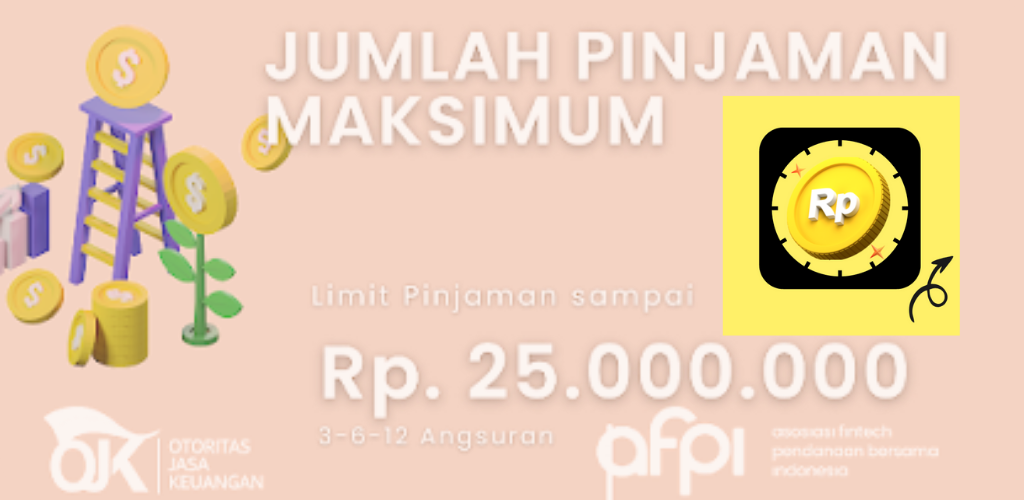 JUMLAH PINJAMAN
MAKSIMUM
Rp
Limit Pinjaman sampai
Rp. 25.000.000
3-6-12 Angsuran
OJK
OTORITAS
JASA
KEUANGAN
afpi
asosiasi fintech
pendanaan bersama
indonesia